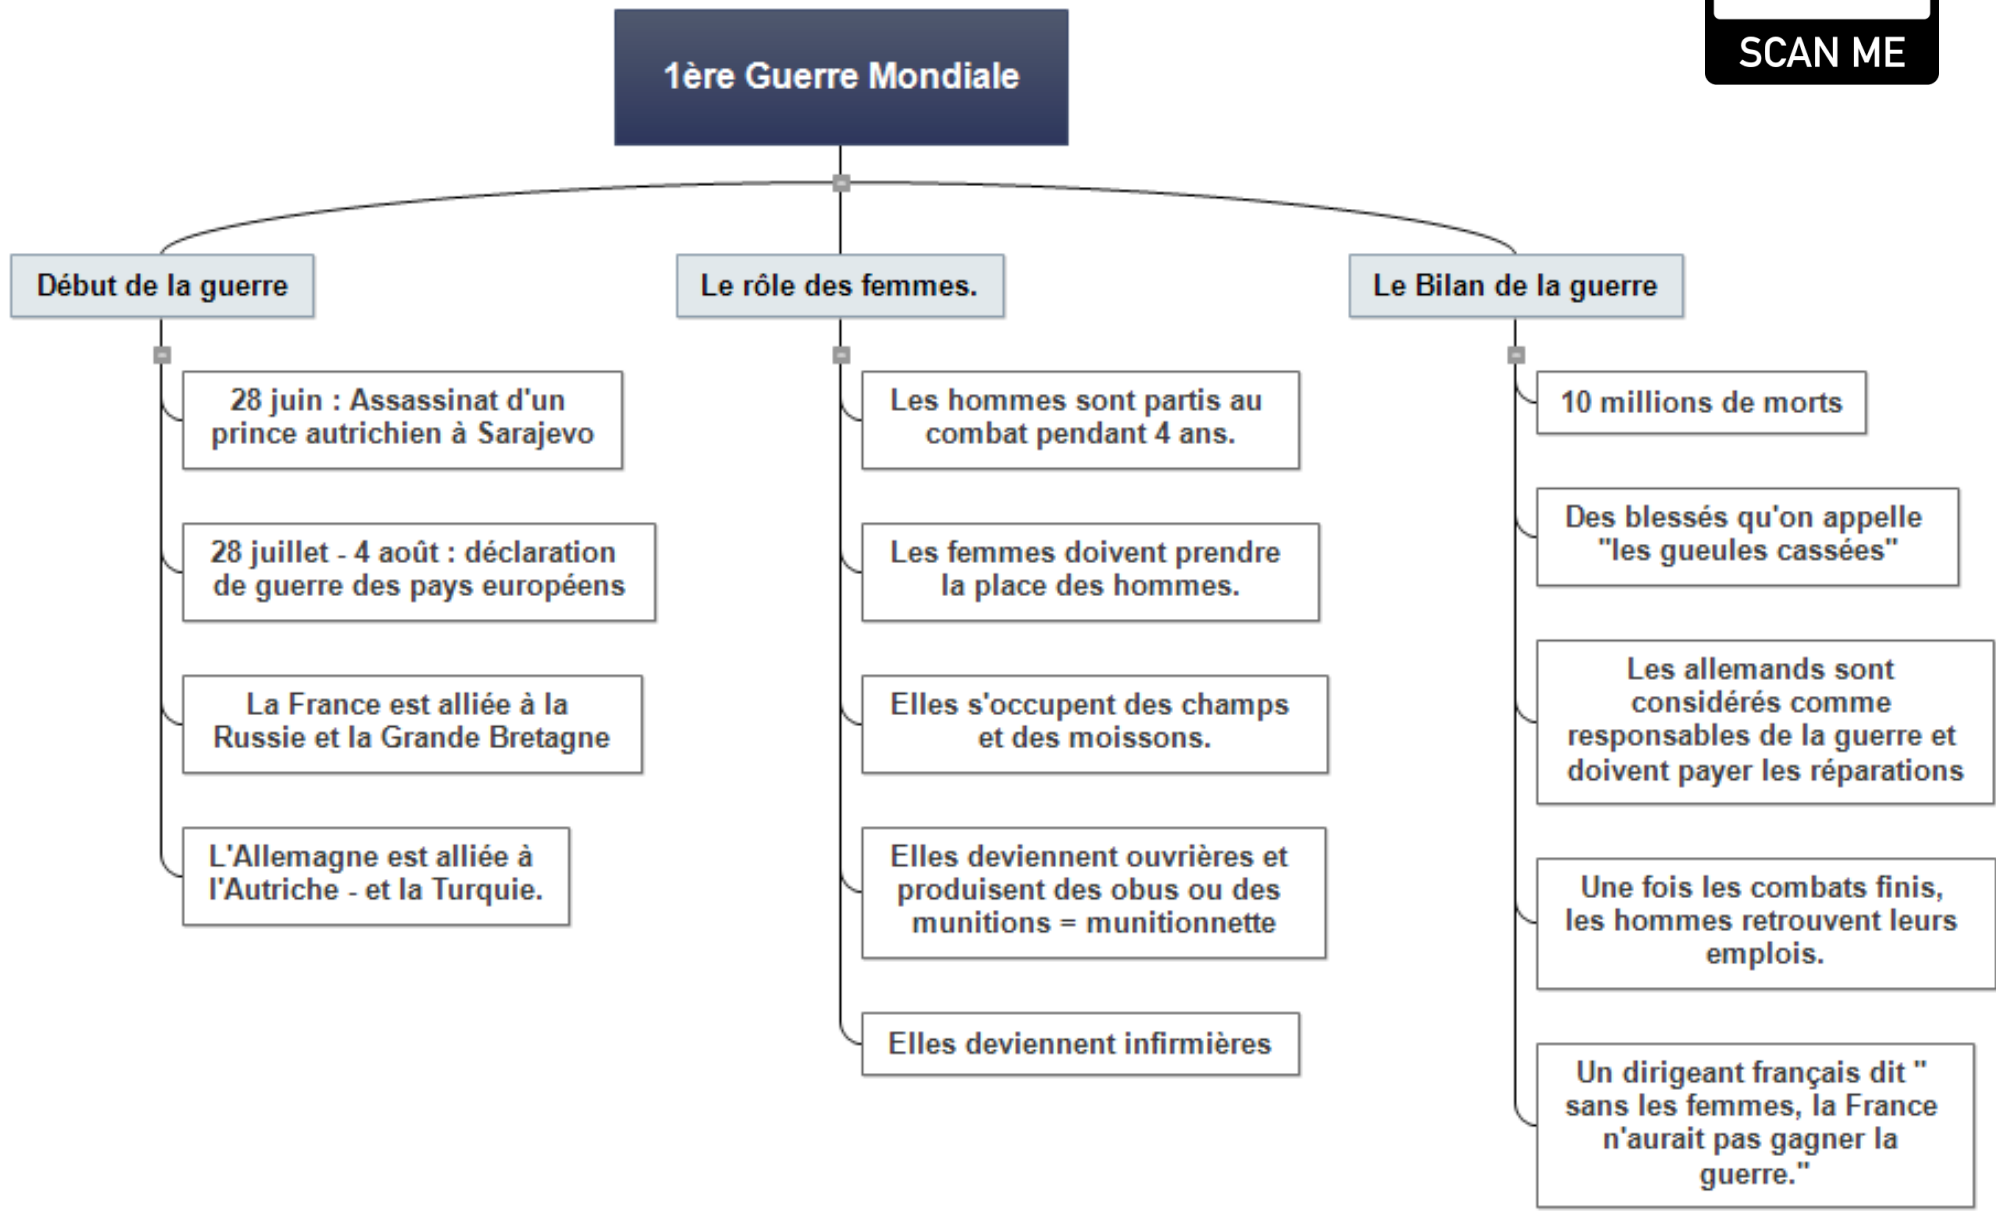 SCAN ME
1ère Guerre Mondiale
Début de la guerre
28 juin : Assassinat d'un
prince autrichien à Sarajevo
28 juillet - 4 août : déclaration
de guerre des pays européens
La France est alliée à la
Russie et la Grande Bretagne
L'Allemagne est alliée à
l'Autriche - et la Turquie.
Le rôle des femmes.
Les hommes sont partis au
combat pendant 4 ans.
Les femmes doivent prendre
la place des hommes.
Elles s'occupent des champs
et des moissons.
Elles deviennent ouvrières et
produisent des obus ou des
munitions = munitionnette
Elles deviennent infirmières
Le Bilan de la guerre
10 millions de morts
Des blessés qu'on appelle
"les gueules cassées"
Les allemands sont
considérés comme
responsables de la guerre et
doivent payer les réparations
Une fois les combats finis,
les hommes retrouvent leurs
emplois.
Un dirigeant français dit "
sans les femmes, la France
n'aurait pas gagner la
guerre."